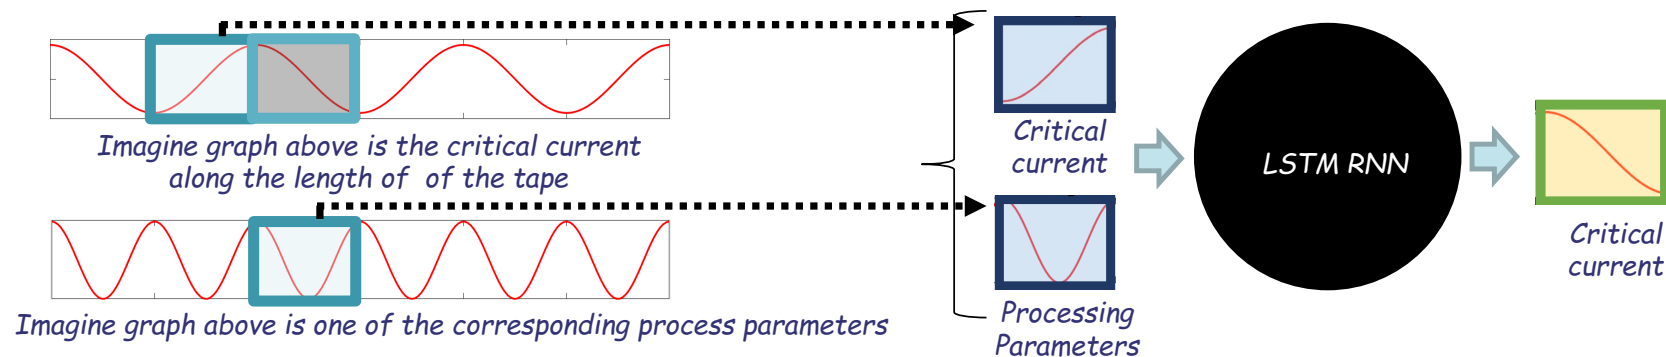 Imagine graph above is the critical current
along the length of  of the tape
Imagine graph above is one of the corresponding process parameters
Critical
current
Processing
Parameters
LSTM RNN
Critical
current